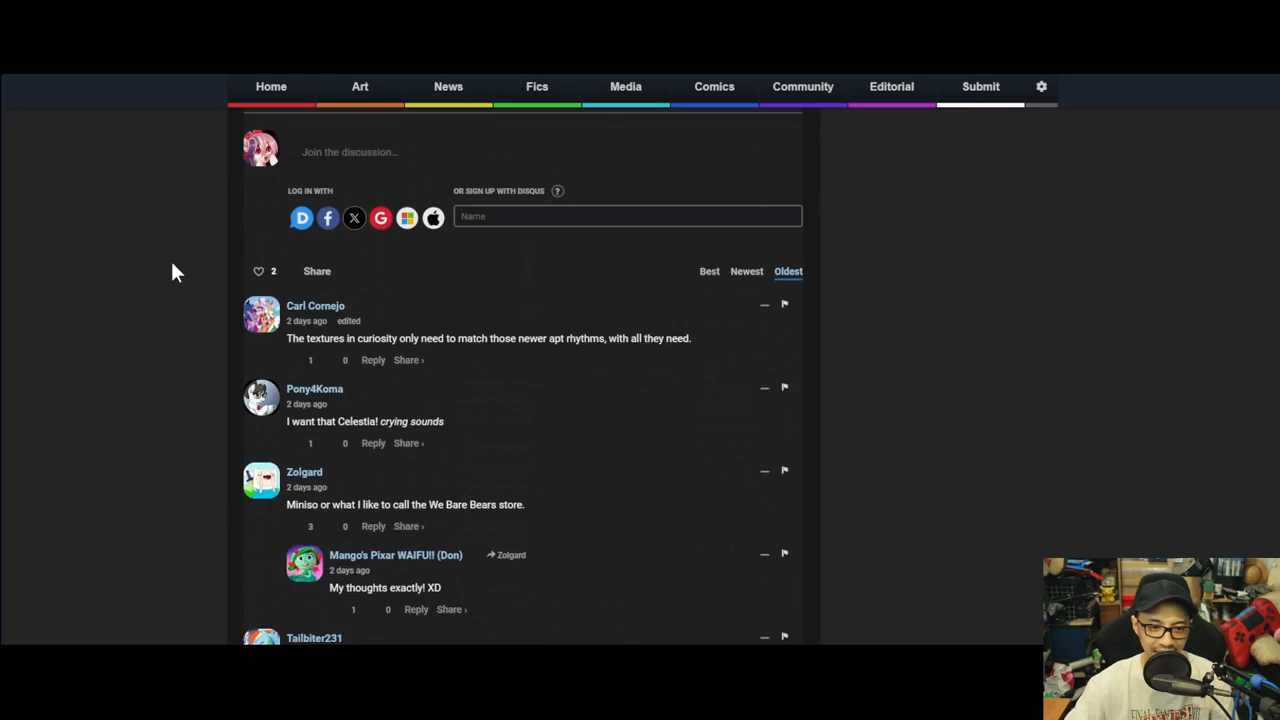 Home Art News Fics Media Comics Community Editorial Submit
Join the discussion...
LOG IN WITH
OR SIGN UP WITH DISQUS ?
Name
2 Share
Best Newest Oldest
Carl Cornejo
2 days ago edited
The textures in curiosity only need to match those newer apt rhythms, with all they need.
1 0 Reply Share ›
Pony4Koma
2 days ago
I want that Celestia! crying sounds
1 0 Reply Share ›
Zolgard
2 days ago
Miniso or what I like to call the We Bare Bears store.
3 0 Reply Share ›
Mango's Pixar WAIFU!! (Don) Zolgard
2 days ago
My thoughts exactly! XD
1 0 Reply Share ›
Tailbiter231